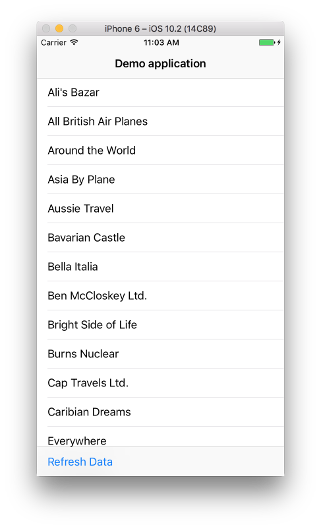 iPhone 6 – iOS 10.2 (14C89)
Carrier 11:03 AM
Demo application
Ali's Bazar
All British Air Planes
Around the World
Asia By Plane
Aussie Travel
Bavarian Castle
Bella Italia
Ben McCloskey Ltd.
Bright Side of Life
Burns Nuclear
Cap Travels Ltd.
Caribian Dreams
Everywhere
Refresh Data